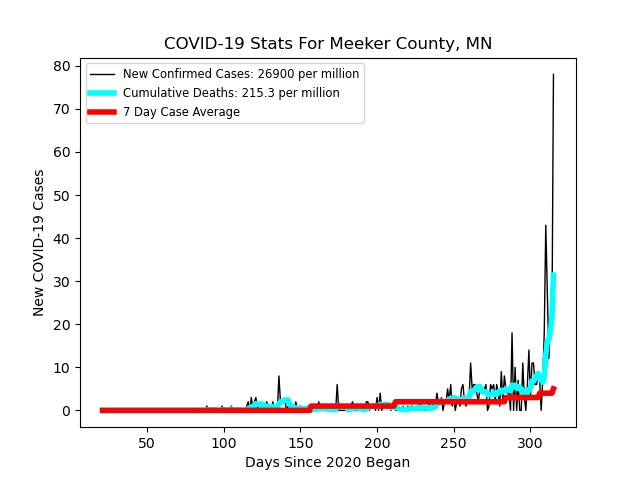 COVID-19 Stats For Meeker County, MN
New Confirmed Cases: 26900 per million
Cumulative Deaths: 215.3 per million
7 Day Case Average
80
70
60
50
40
30
20
10
0
New COVID-19 Cases
50 100 150 200 250 300
Days Since 2020 Began